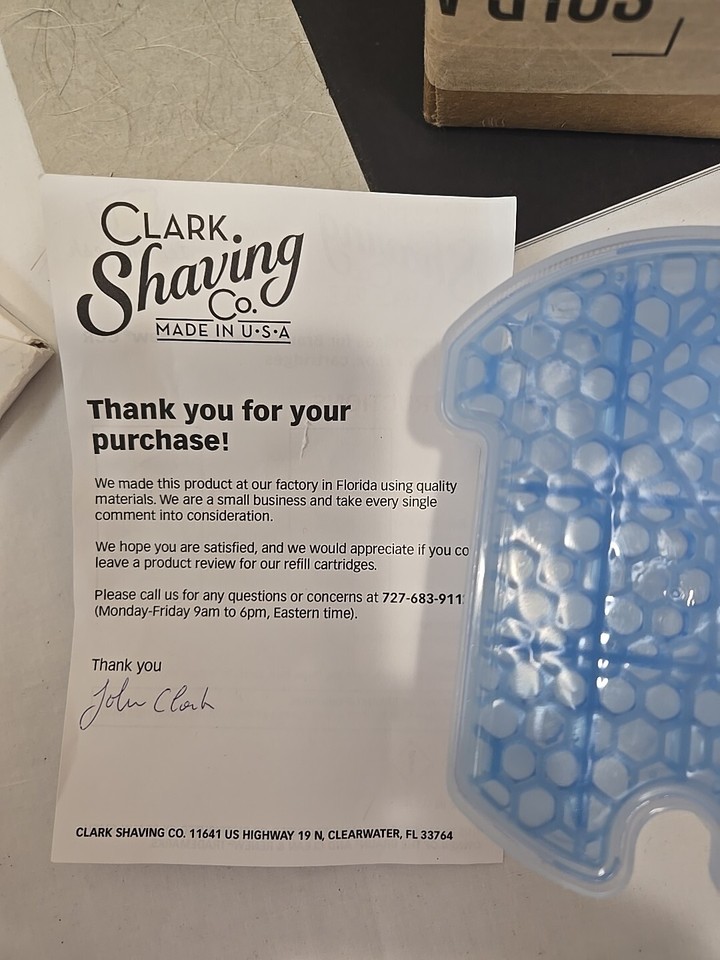 CLARK
Shaving
Co.
MADE IN U•S•A
Thank you for your
purchase!
We made this product at our factory in Florida using quality
materials. We are a small business and take every single
comment into consideration.
We hope you are satisfied, and we would appreciate if you co
leave a product review for our refill cartridges.
Please call us for any questions or concerns at 727-683-911
(Monday-Friday 9am to 6pm, Eastern time).
Thank you
John Clark
CLARK SHAVING CO. 11641 US HIGHWAY 19 N, CLEARWATER, FL 33764